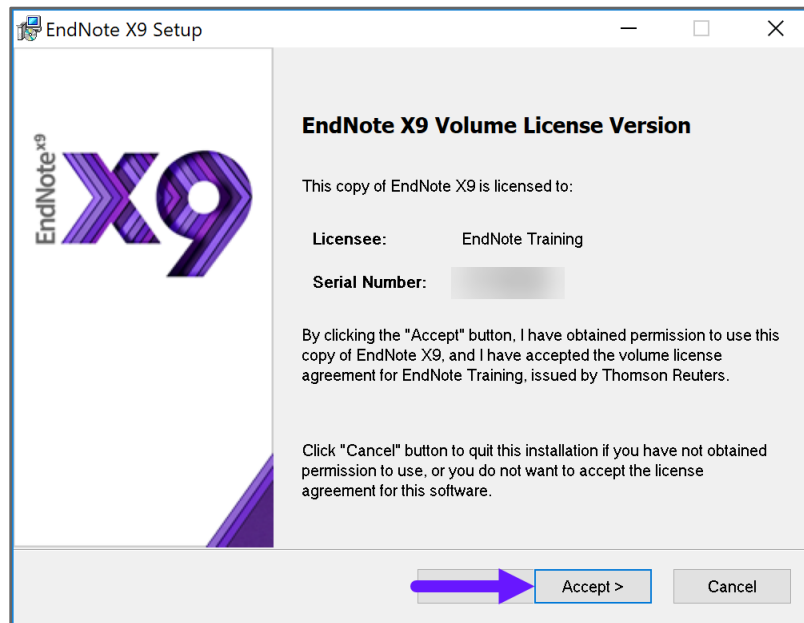 EndNote X9 Setup
EndNote X9
X9
EndNote X9 Volume License Version
This copy of EndNote X9 is licensed to:
Licensee: EndNote Training
Serial Number:
By clicking the "Accept" button, I have obtained permission to use this
copy of EndNote X9, and I have accepted the volume license
agreement for EndNote Training, issued by Thomson Reuters.
Click "Cancel" button to quit this installation if you have not obtained
permission to use, or you do not want to accept the license
agreement for this software.
Accept > Cancel